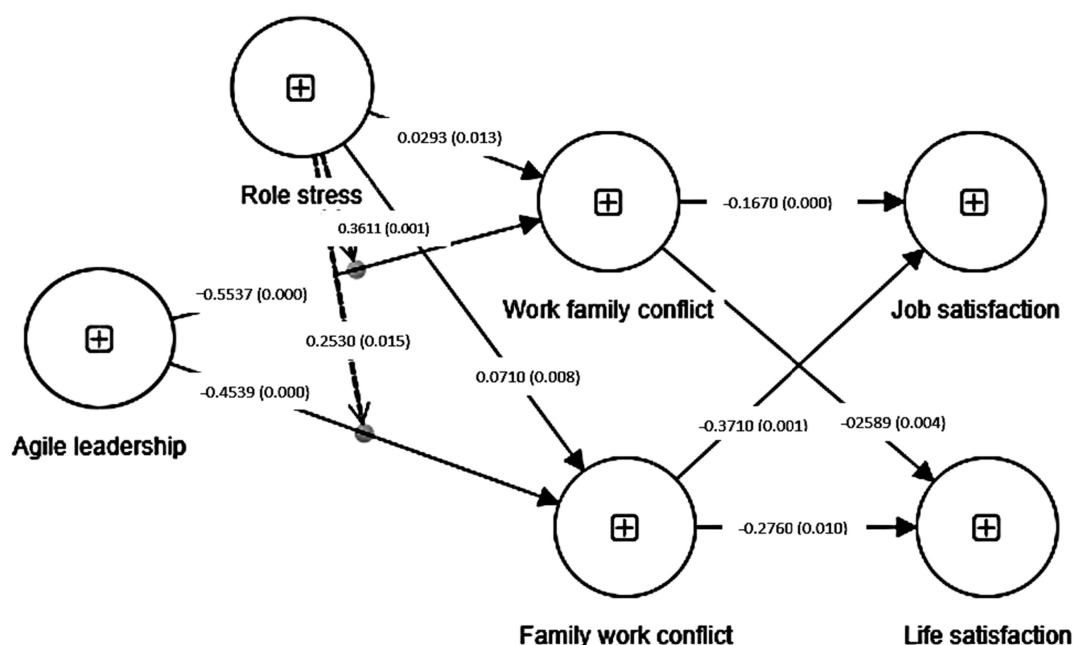 0.0293 (0.013)
Role stress
-0.1670 (0.000)
0.3611 (0.001)
−0.5537 (0.000)
Work family conflict
Job satisfaction
0.2530 (0.015)
0.0710 (0.008)
-0.4539 (0.000)
-0.3710 (0.001)
-02589 (0.004)
Agile leadership
-0.2760 (0.010)
Family work conflict
Life satisfaction